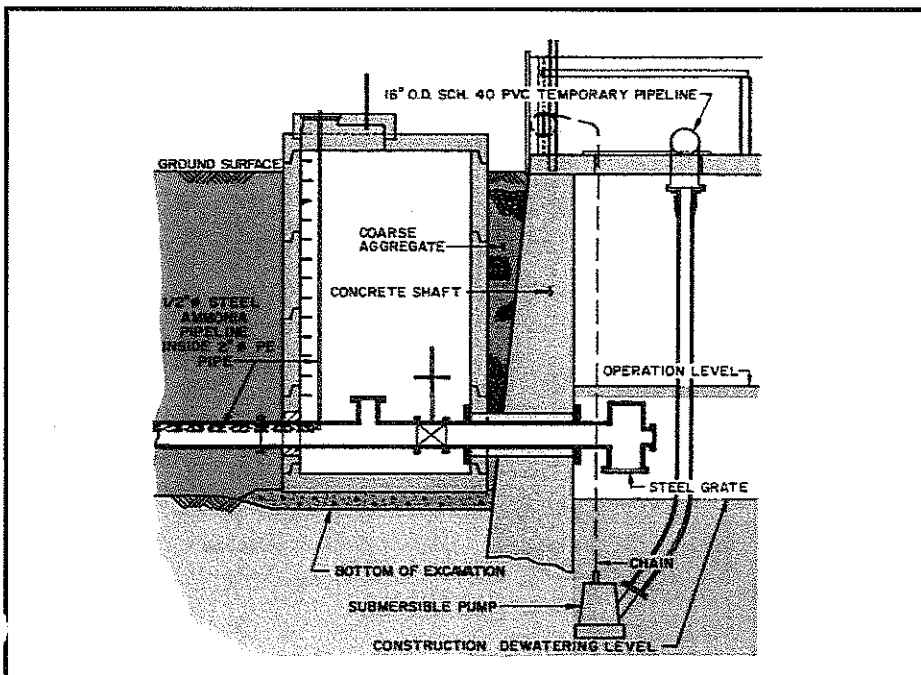 16" O.D. SCH. 40 PVC TEMPORARY PIPELINE
GROUND SURFACE
COARSE
AGGREGATE
CONCRETE SHAFT
1/2"ø STEEL
AMMONIA
PIPELINE
INSIDE 2"ø PE
PIPE
OPERATION LEVEL
STEEL GRATE
CHAIN
BOTTOM OF EXCAVATION
SUBMERSIBLE PUMP
CONSTRUCTION DEWATERING LEVEL